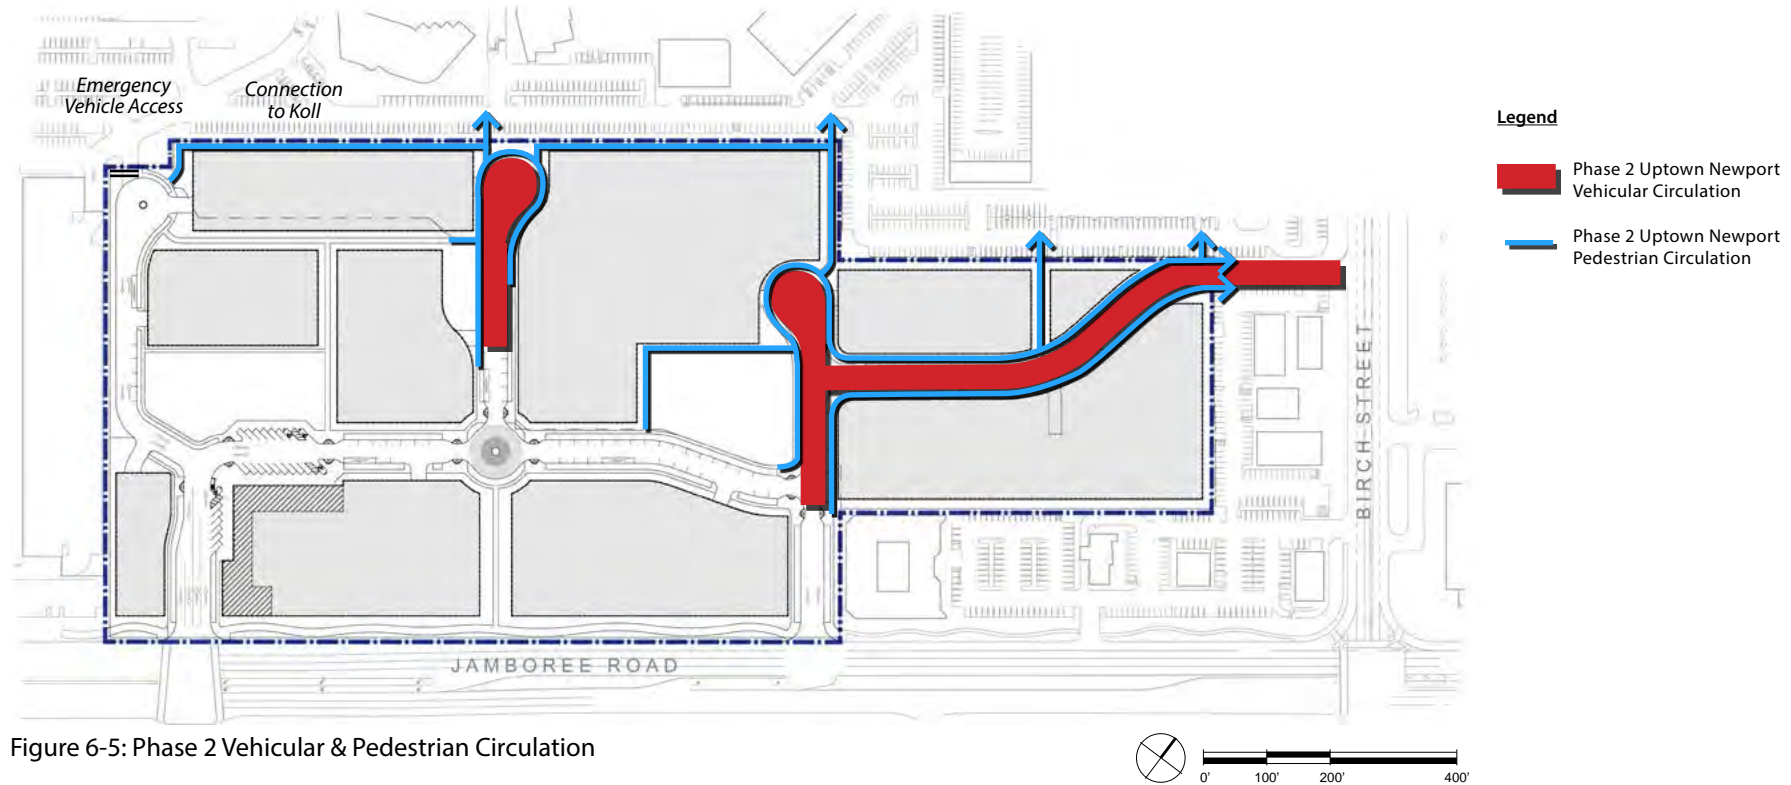 Emergency
Vehicle Access
Connection
to Koll
Legend
Phase 2 Uptown Newport
Vehicular Circulation
Phase 2 Uptown Newport
Pedestrian Circulation
BIRCH STREET
JAMBOREE ROAD
Figure 6-5: Phase 2 Vehicular & Pedestrian Circulation
0' 100' 200' 400'